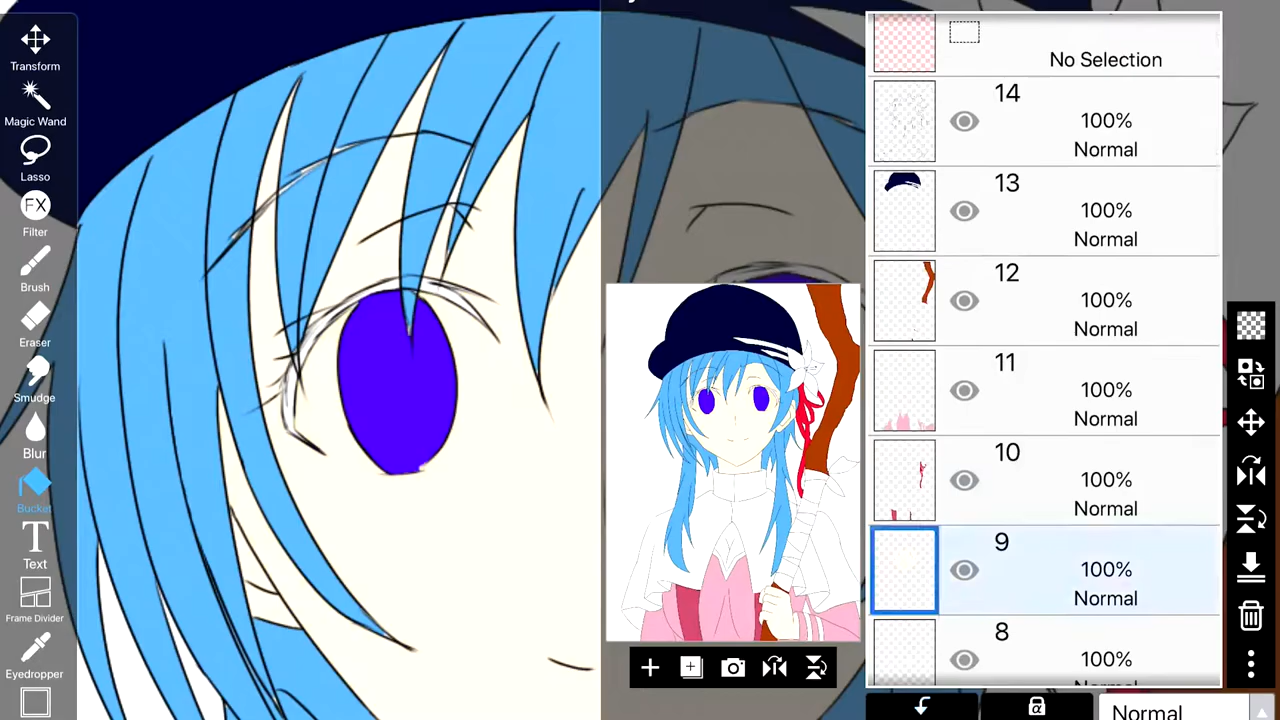 Transform
Magic Wand
Lasso
FX
Filter
Brush
Eraser
Smudge
Blur
Bucket
T
Text
Frame Divider
Eyedropper
No Selection
14
100%
Normal
13
100%
Normal
12
100%
Normal
11
100%
Normal
10
100%
Normal
9
100%
Normal
8
100%
Normal
α
Normal